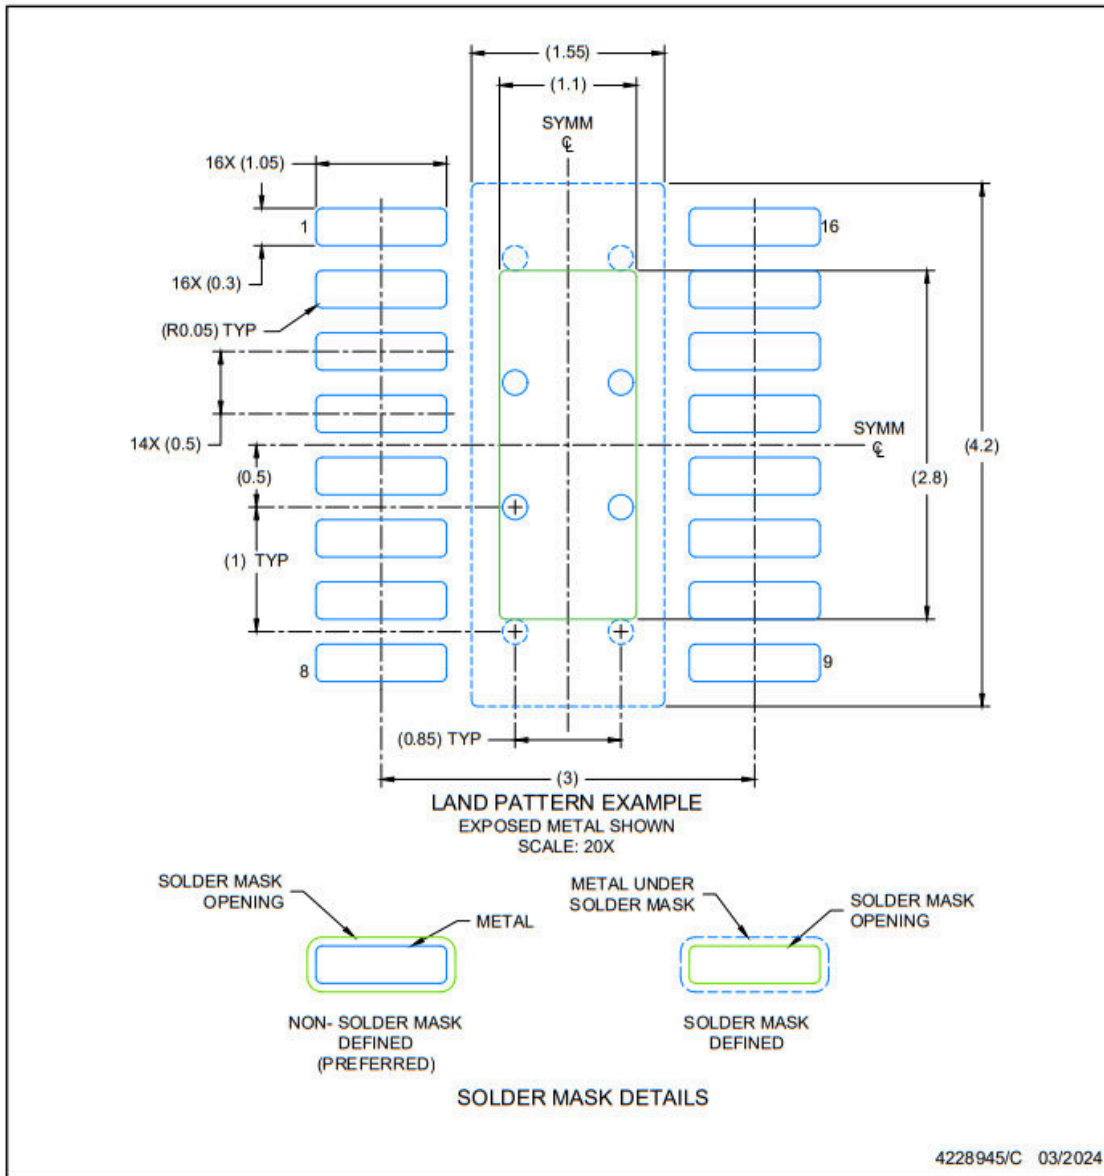 (1.55)
(1.1)
SYMM
℄
16X (1.05)
1
16
16X (0.3)
(R0.05) TYP
14X (0.5)
SYMM
℄
(4.2)
(0.5)
(2.8)
(1) TYP
8
9
(0.85) TYP
(3)
LAND PATTERN EXAMPLE
EXPOSED METAL SHOWN
SCALE: 20X
SOLDER MASK
OPENING
METAL
METAL UNDER
SOLDER MASK
SOLDER MASK
OPENING
NON- SOLDER MASK
DEFINED
(PREFERRED)
SOLDER MASK
DEFINED
SOLDER MASK DETAILS
4228945/C 03/2024